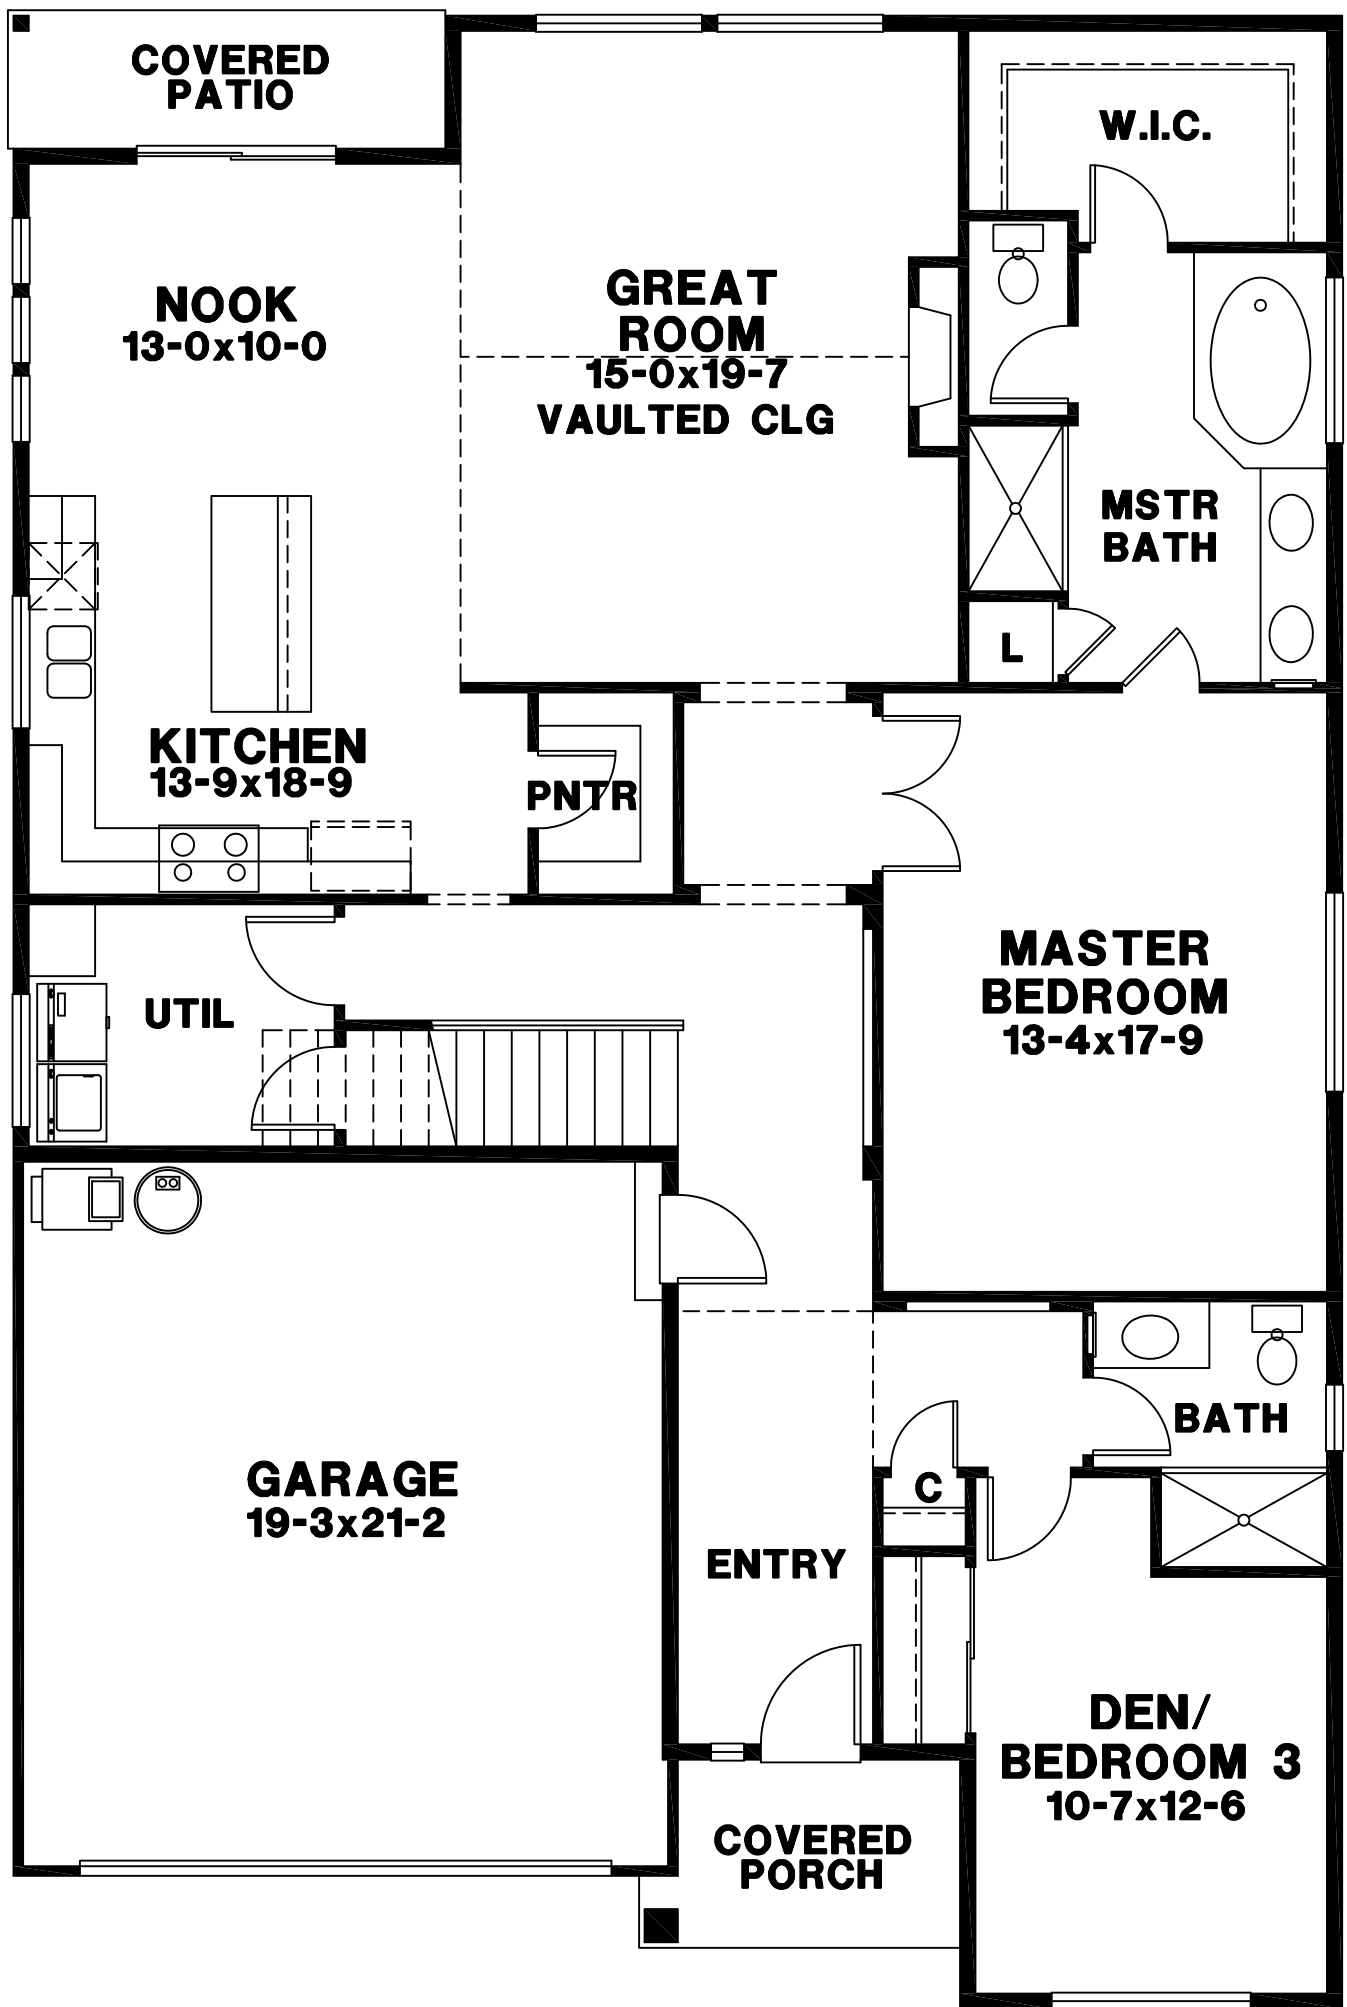 COVERED
PATIO
W.I.C.
NOOK
13-0x10-0
GREAT
ROOM
15-0x19-7
VAULTED CLG
MSTR
BATH
L
KITCHEN
13-9x18-9
PNTR
MASTER
BEDROOM
13-4x17-9
UTIL
BATH
GARAGE
19-3x21-2
C
ENTRY
DEN/
BEDROOM 3
10-7x12-6
COVERED
PORCH